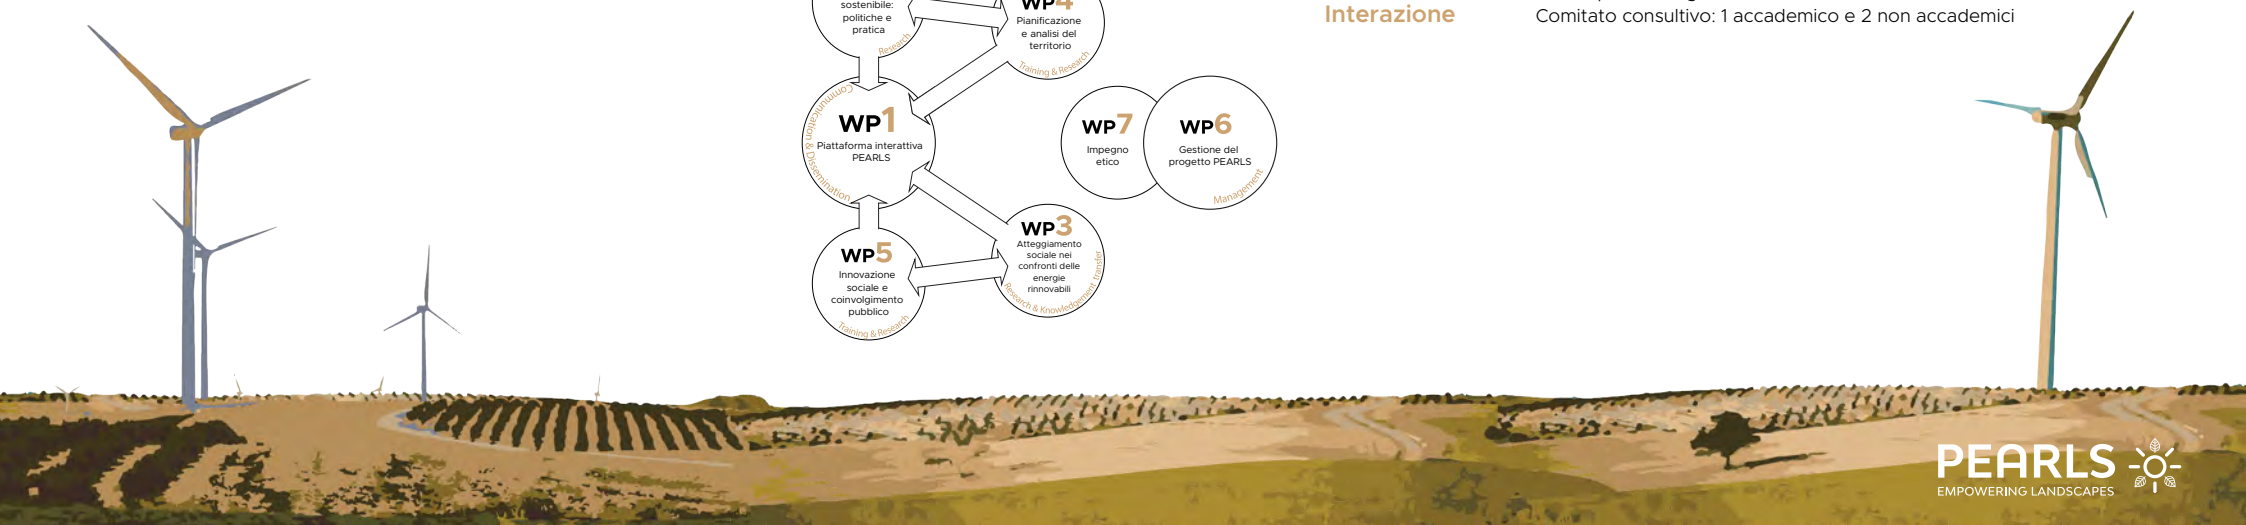 sostenibile:
politiche e
pratica
Research
WP4
Pianificazione
e analisi del
territorio
Training & Research
Interazione
Comitato consultivo: 1 accademico e 2 non accademici
Communication & Dissemination
WP1
Piattaforma interattiva
PEARLS
WP7
Impegno
etico
WP6
Gestione del
progetto PEARLS
Management
WP5
Innovazione
sociale e
coinvolgimento
pubblico
Training & Research
WP3
Atteggiamento
sociale nei
confronti delle
energie
rinnovabili
Research & Knowledgement transfer
PEARLS
EMPOWERING LANDSCAPES